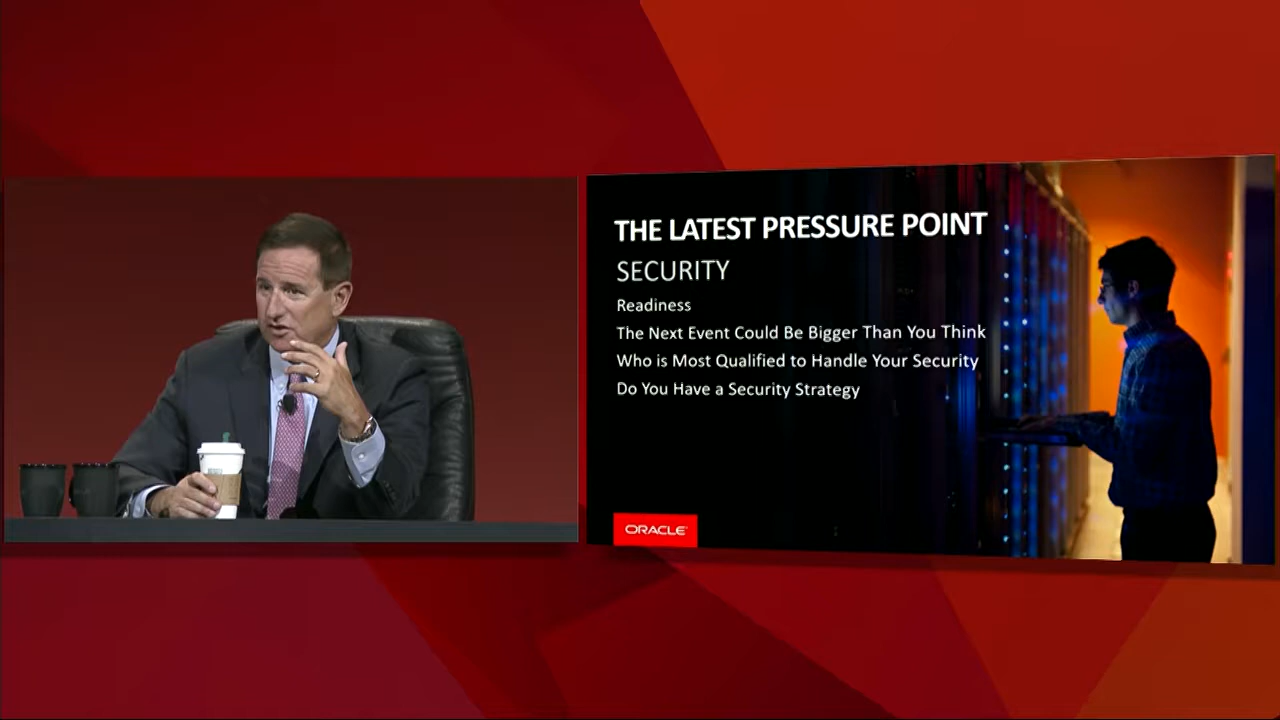 THE LATEST PRESSURE POINT
SECURITY
Readiness
The Next Event Could Be Bigger Than You Think
Who is Most Qualified to Handle Your Security
Do You Have a Security Strategy
ORACLE